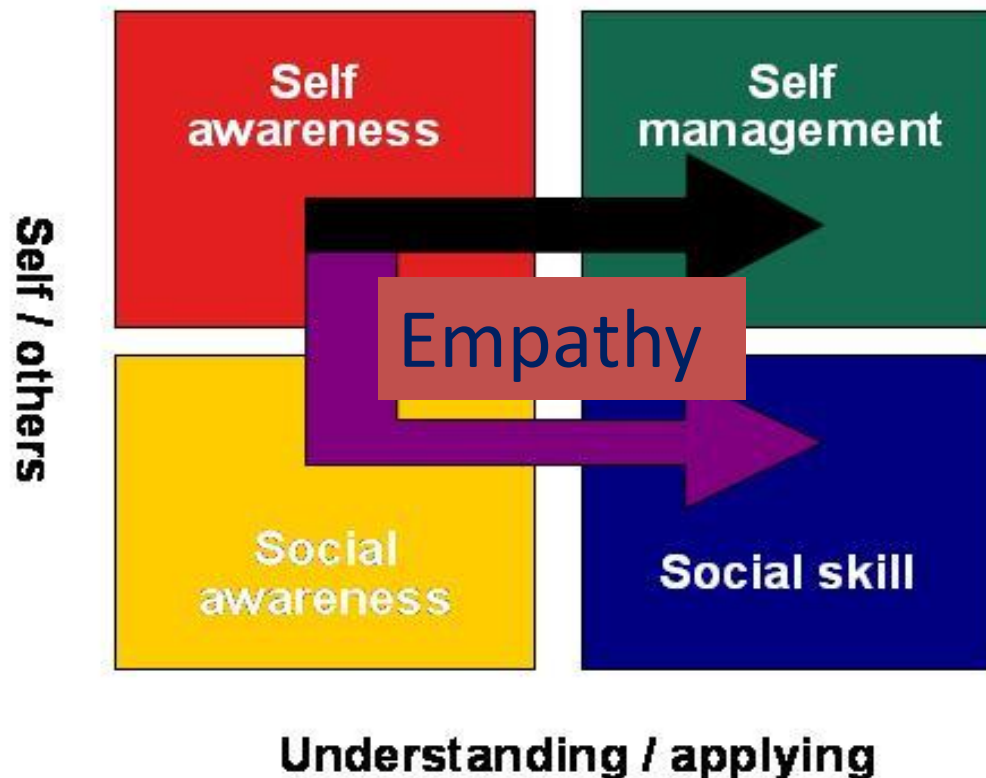 Self
awareness
Self
management
Self / others
Empathy
Social
awareness
Social skill
Understanding / applying